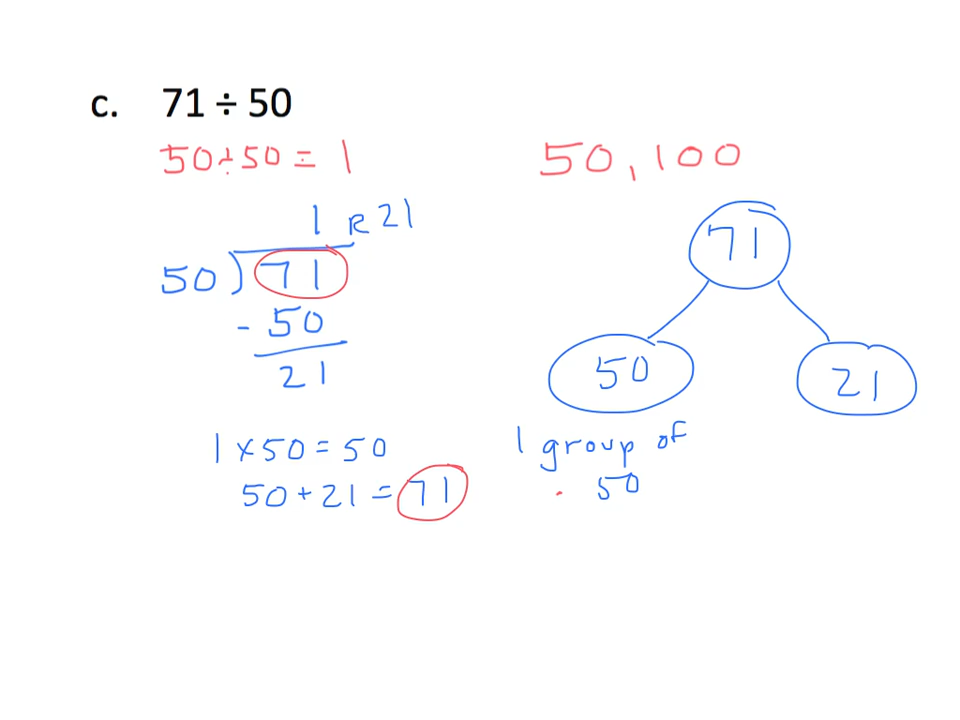 c. 71 ÷ 50
50 ÷ 50 = 1
50, 100
1 R 21
50 ) 71
- 50
21
1 × 50 = 50
50 + 21 = 71
71
50
21
1 group of
50